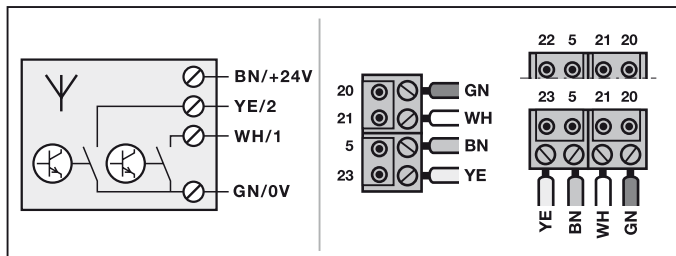 BN/+24V
YE/2
WH/1
GN/0V
20 GN
21 WH
5 BN
23 YE
22 5 21 20
23 5 21 20
YE BN WH GN